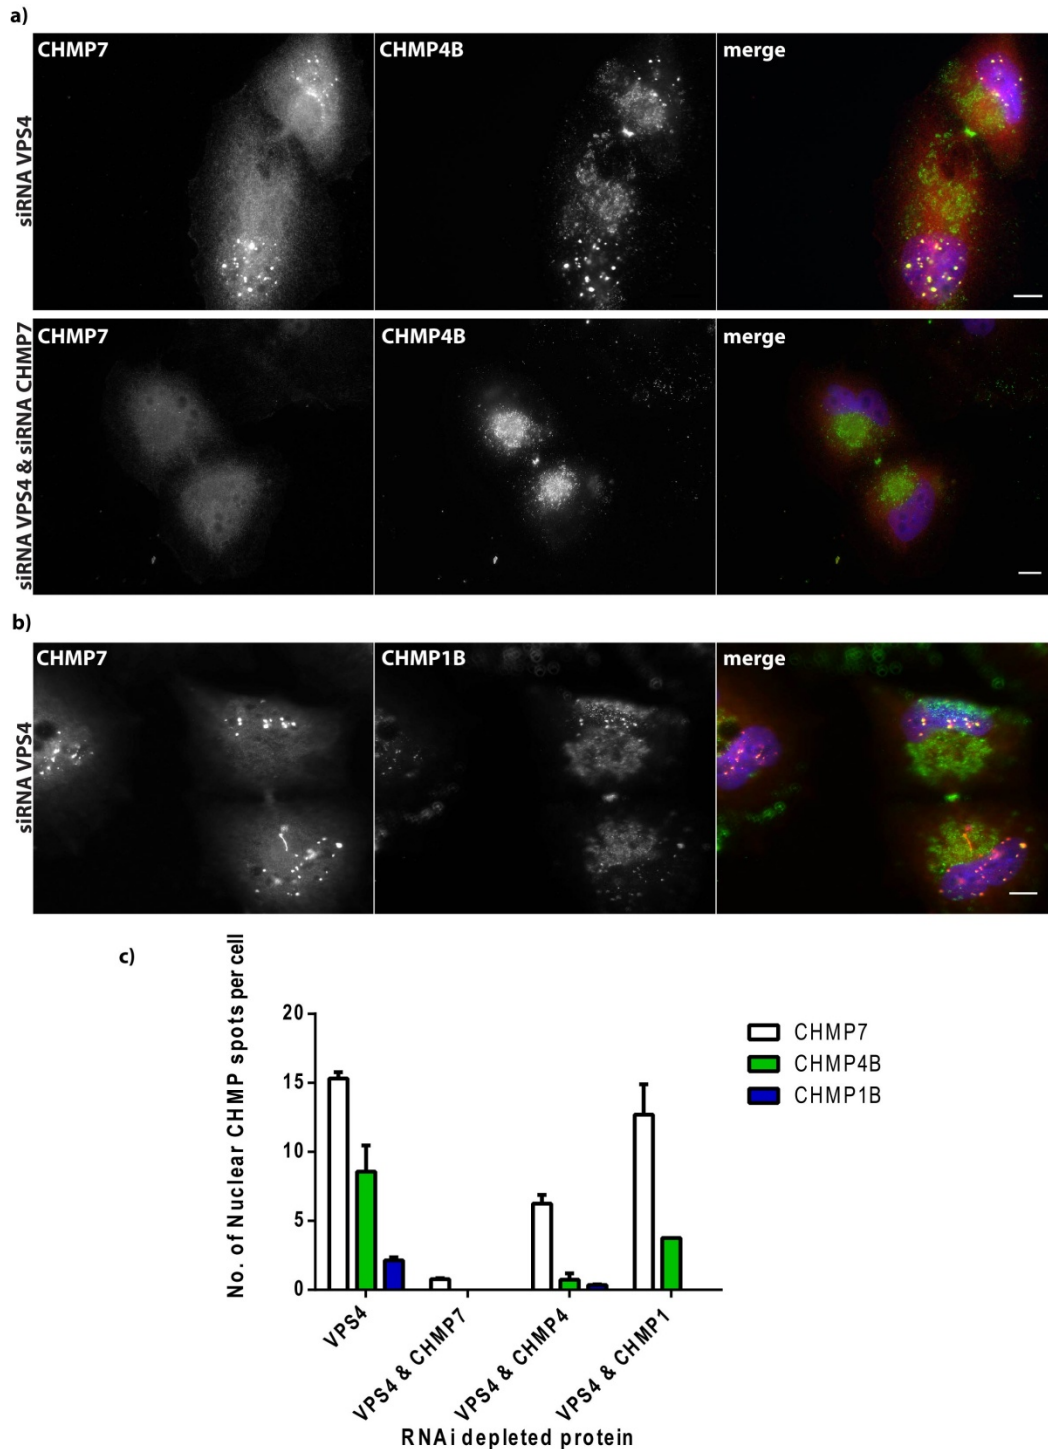 a)
siRNA VPS4
CHMP7
CHMP4B
merge
siRNA VPS4 & siRNA CHMP7
CHMP7
CHMP4B
merge
b)
siRNA VPS4
CHMP7
CHMP1B
merge
c)
No. of Nuclear CHMP spots per cell
20
15
10
5
0
CHMP7
CHMP4B
CHMP1B
VPS4
VPS4 & CHMP7
VPS4 & CHMP4
VPS4 & CHMP1
RNAi depleted protein